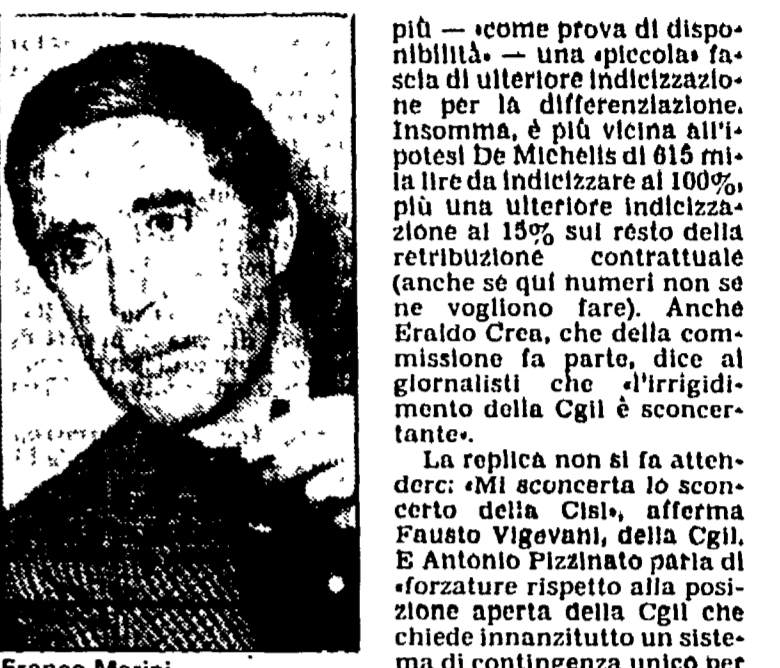 più — «come prova di dispo-
nibilità» — una «piccola» fa-
scia di ulteriore indicizzazio-
ne per la differenziazione.
Insomma, è più vicina all'i-
potesi De Michelis di 615 mi-
la lire da indicizzare al 100%,
più una ulteriore indicizza-
zione al 15% sul resto della
retribuzione contrattuale
(anche se qui numeri non se
ne vogliono fare). Anche
Eraldo Crea, che della com-
missione fa parte, dice ai
giornalisti che «l'irrigidi-
mento della Cgil è sconcer-
tante».
La replica non si fa atten-
dere: «Mi sconcerta lo scon-
certo della Cisl», afferma
Fausto Vigevani, della Cgil.
E Antonio Pizzinato parla di
«forzature rispetto alla posi-
zione aperta della Cgil che
chiede innanzitutto un siste-
ma di contingenza unico per
Franco Marini